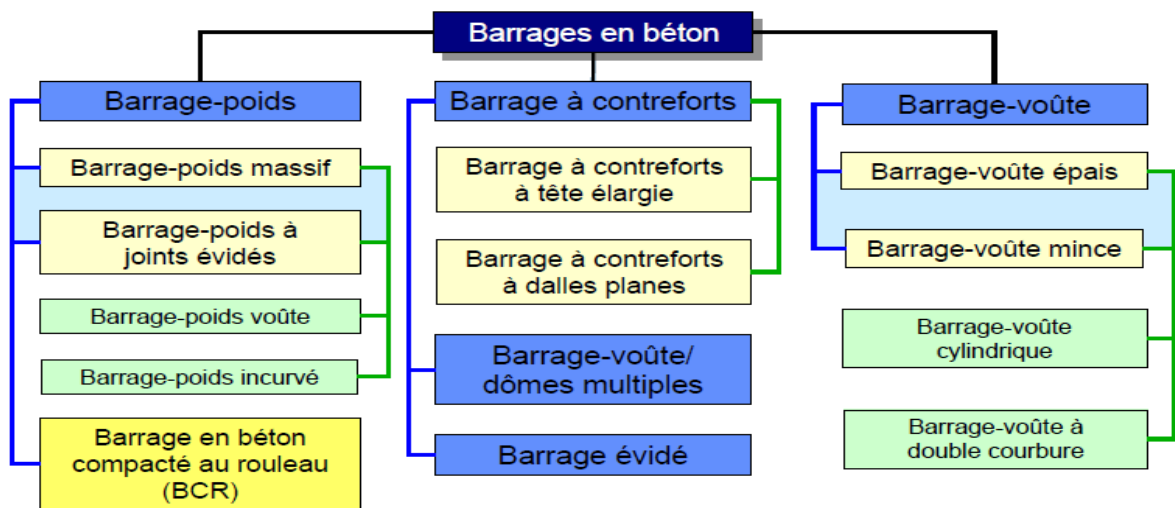 Barrages en béton
Barrage-poids
Barrage-poids massif
Barrage-poids à
joints évidés
Barrage-poids voûte
Barrage-poids incurvé
Barrage en béton
compacté au rouleau
(BCR)
Barrage à contreforts
Barrage à contreforts
à tête élargie
Barrage à contreforts
à dalles planes
Barrage-voûte/
dômes multiples
Barrage évidé
Barrage-voûte
Barrage-voûte épais
Barrage-voûte mince
Barrage-voûte
cylindrique
Barrage-voûte à
double courbure